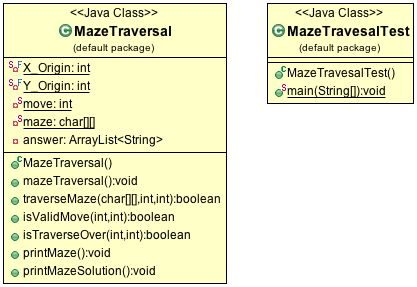 <<Java Class>>
MazeTraversal
(default package)
X_Origin: int
Y_Origin: int
move: int
maze: char[][]
answer: ArrayList<String>
MazeTraversal()
mazeTraversal():void
traverseMaze(char[][],int,int):boolean
isValidMove(int,int):boolean
isTraverseOver(int,int):boolean
printMaze():void
printMazeSolution():void
<<Java Class>>
MazeTravesalTest
(default package)
MazeTravesalTest()
main(String[]):void